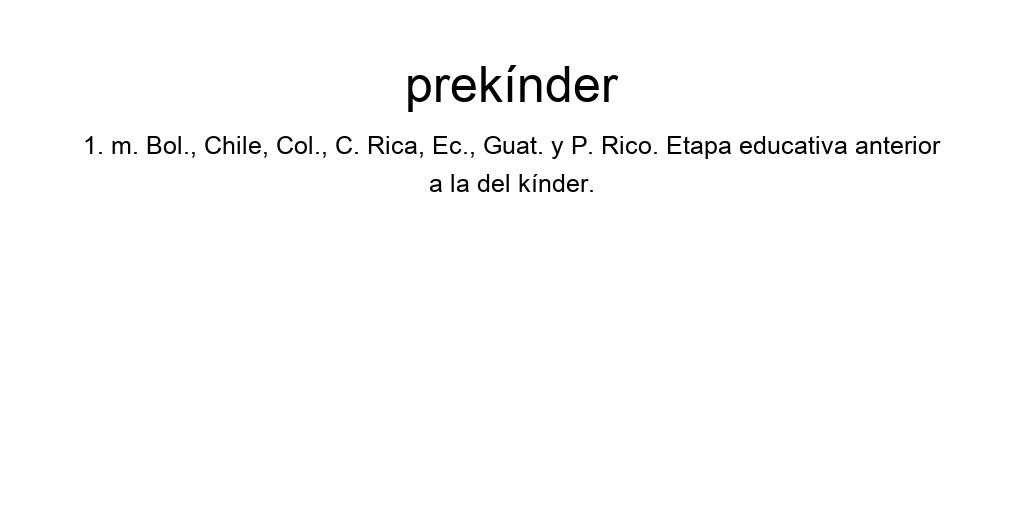 prekínder
1. m. Bol., Chile, Col., C. Rica, Ec., Guat. y P. Rico. Etapa educativa anterior
a la del kínder.